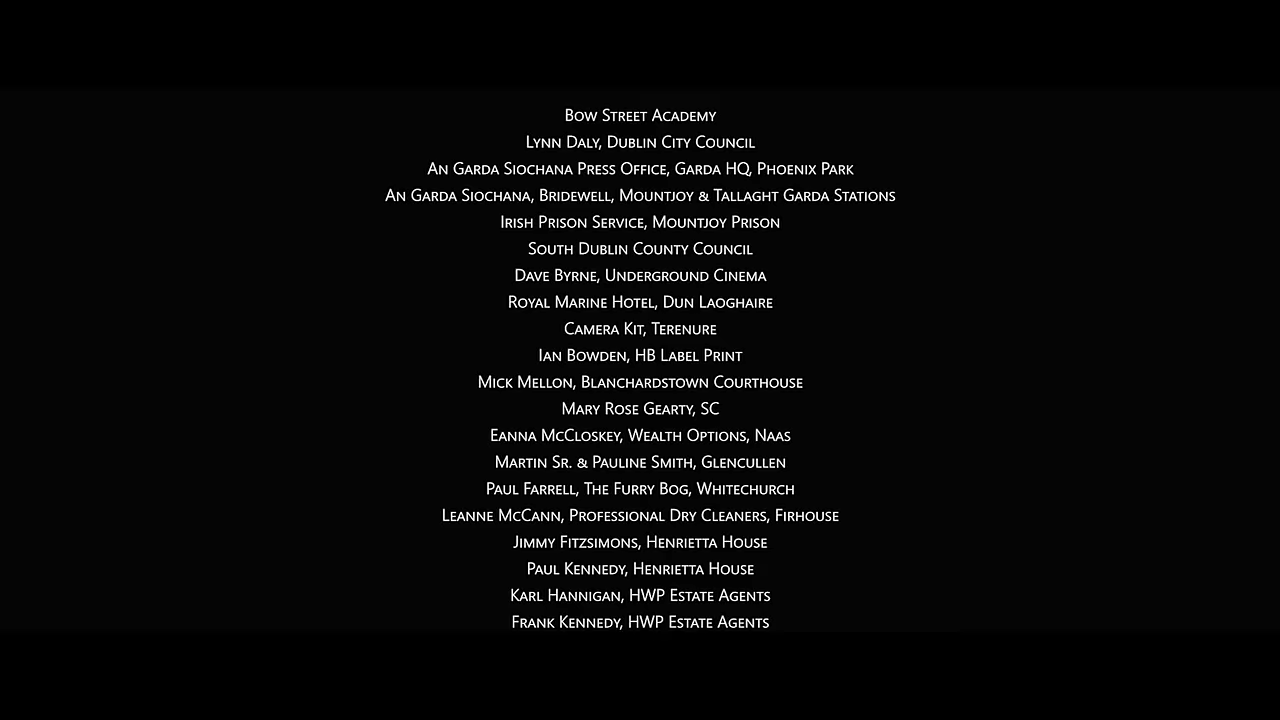 Bow Street Academy
Lynn Daly, Dublin City Council
An Garda Siochana Press Office, Garda HQ, Phoenix Park
An Garda Siochana, Bridewell, Mountjoy & Tallaght Garda Stations
Irish Prison Service, Mountjoy Prison
South Dublin County Council
Dave Byrne, Underground Cinema
Royal Marine Hotel, Dun Laoghaire
Camera Kit, Terenure
Ian Bowden, HB Label Print
Mick Mellon, Blanchardstown Courthouse
Mary Rose Gearty, SC
Eanna McCloskey, Wealth Options, Naas
Martin Sr. & Pauline Smith, Glencullen
Paul Farrell, The Furry Bog, Whitechurch
Leanne McCann, Professional Dry Cleaners, Firhouse
Jimmy Fitzsimons, Henrietta House
Paul Kennedy, Henrietta House
Karl Hannigan, HWP Estate Agents
Frank Kennedy, HWP Estate Agents